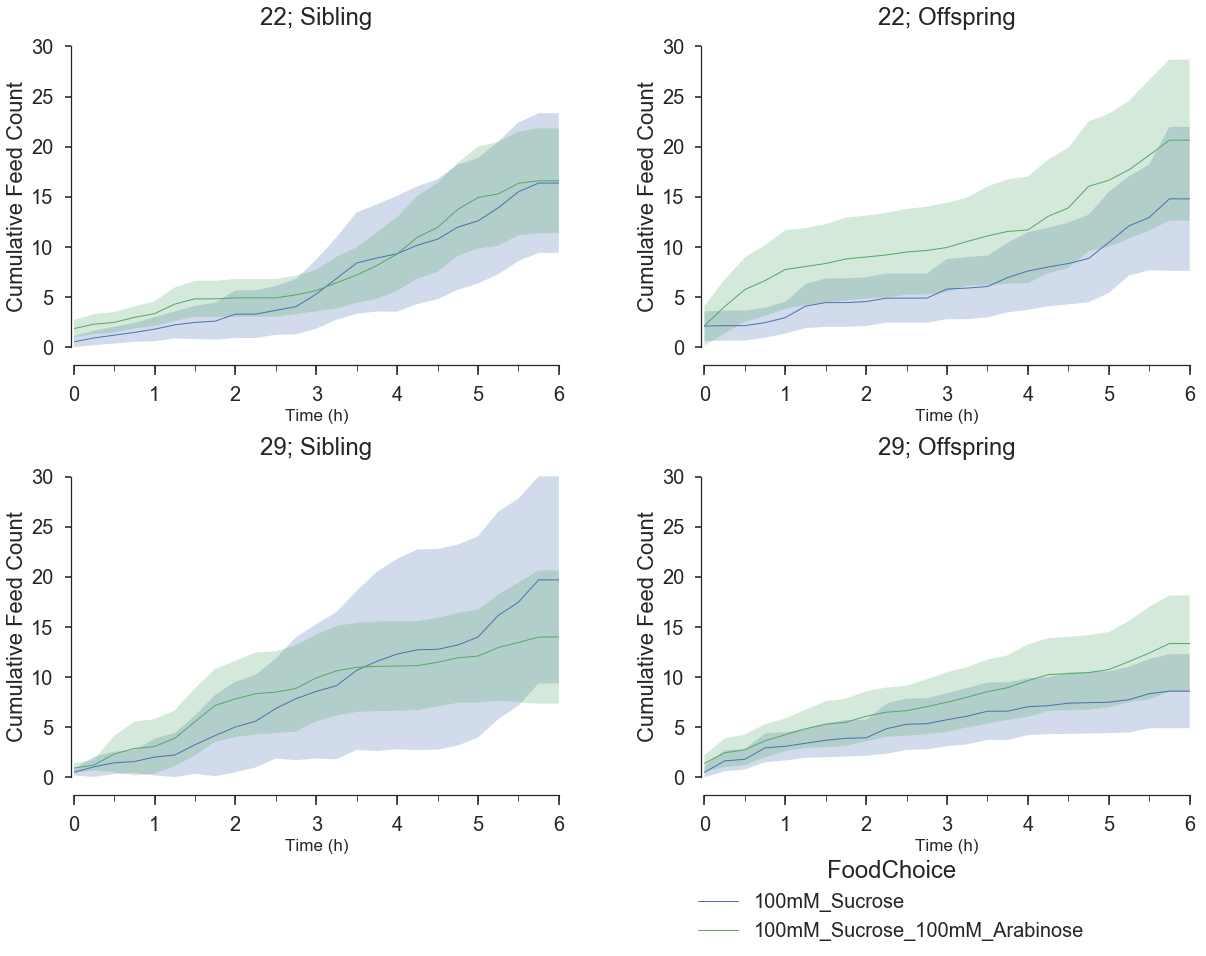 22; Sibling
22; Offspring
Cumulative Feed Count
30
25
20
15
10
5
0
0 1 2 3 4 5 6
Time (h)
Cumulative Feed Count
30
25
20
15
10
5
0
0 1 2 3 4 5 6
Time (h)
29; Sibling
29; Offspring
Cumulative Feed Count
30
25
20
15
10
5
0
0 1 2 3 4 5 6
Time (h)
Cumulative Feed Count
30
25
20
15
10
5
0
0 1 2 3 4 5 6
Time (h)
FoodChoice
100mM_Sucrose
100mM_Sucrose_100mM_Arabinose